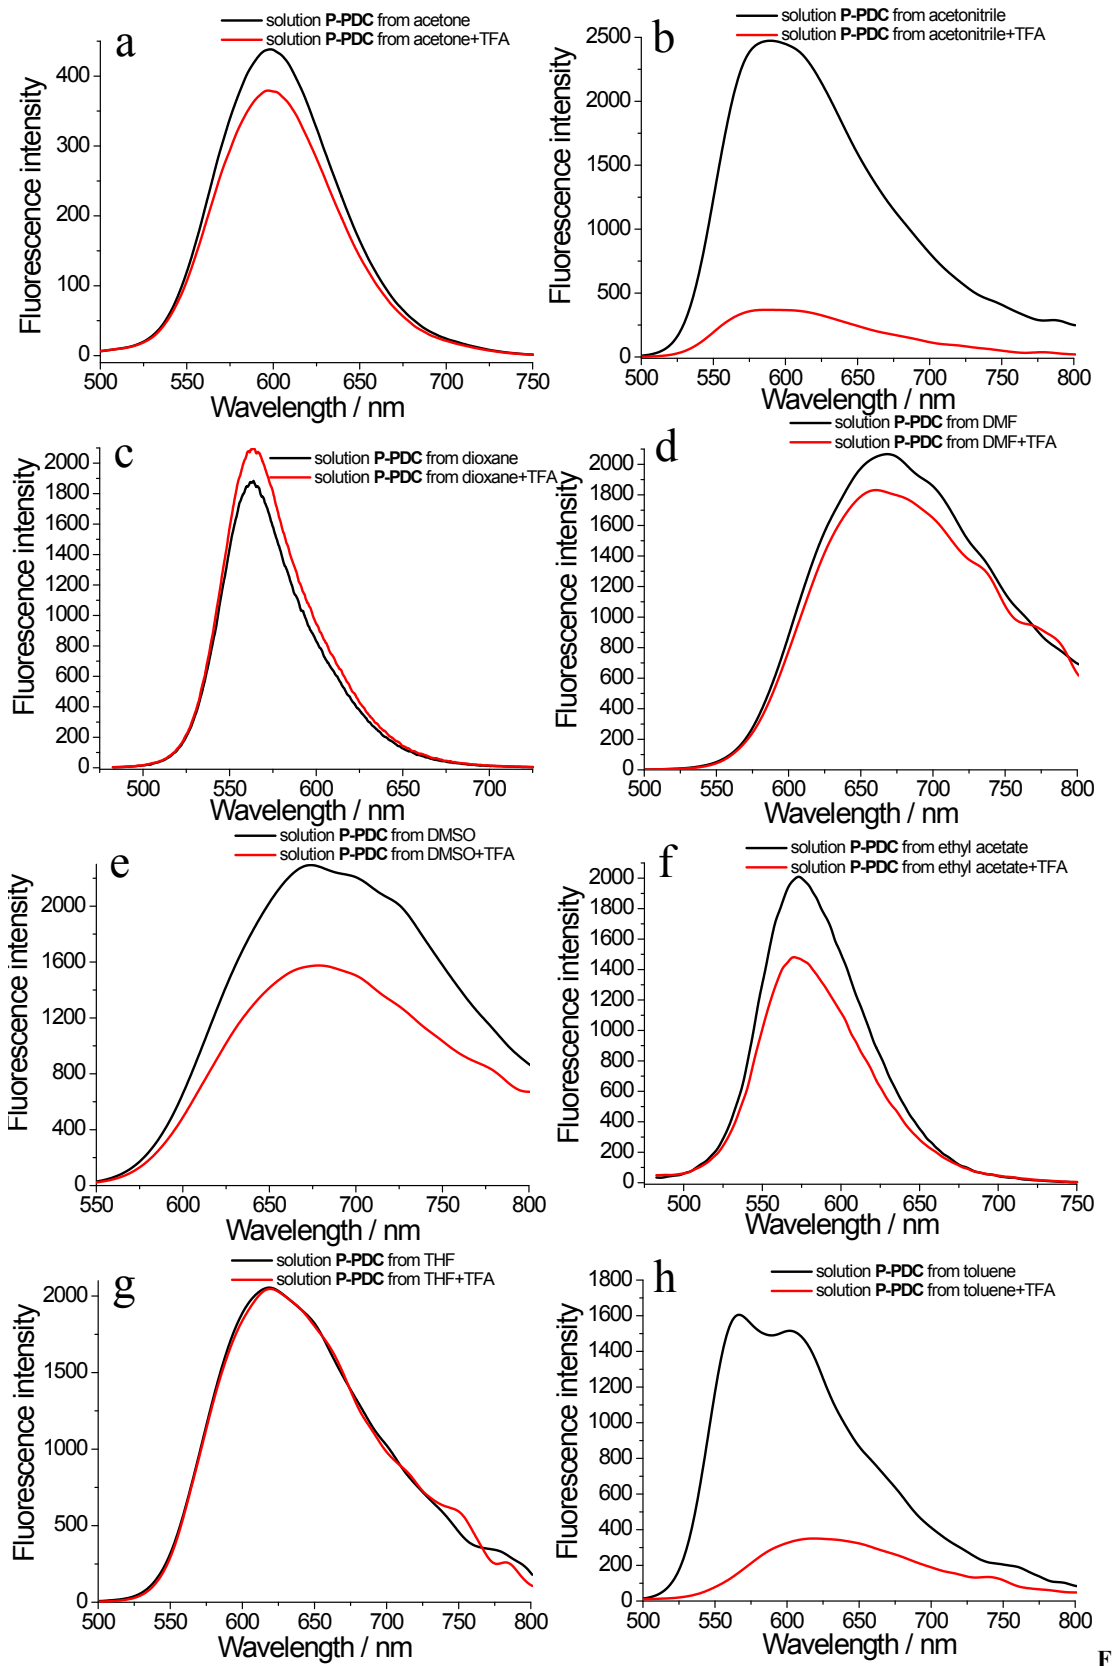 a
solution P-PDC from acetone
solution P-PDC from acetone+TFA
Fluorescence intensity
400
300
200
100
0
500 550 600 650 700 750
Wavelength / nm
b
solution P-PDC from acetonitrile
solution P-PDC from acetonitrile+TFA
Fluorescence intensity
2500
2000
1500
1000
500
0
500 550 600 650 700 750 800
Wavelength / nm
c
solution P-PDC from dioxane
solution P-PDC from dioxane+TFA
Fluorescence intensity
2000
1800
1600
1400
1200
1000
800
600
400
200
0
500 550 600 650 700
Wavelength / nm
d
solution P-PDC from DMF
solution P-PDC from DMF+TFA
Fluorescence intensity
2000
1800
1600
1400
1200
1000
800
600
400
200
0
500 550 600 650 700 750 800
Wavelength / nm
e
solution P-PDC from DMSO
solution P-PDC from DMSO+TFA
Fluorescence intensity
2000
1600
1200
800
400
0
550 600 650 700 750 800
Wavelength / nm
f
solution P-PDC from ethyl acetate
solution P-PDC from ethyl acetate+TFA
Fluorescence intensity
2000
1800
1600
1400
1200
1000
800
600
400
200
0
500 550 600 650 700 750
Wavelength / nm
g
solution P-PDC from THF
solution P-PDC from THF+TFA
Fluorescence intensity
2000
1500
1000
500
0
500 550 600 650 700 750 800
Wavelength / nm
h
solution P-PDC from toluene
solution P-PDC from toluene+TFA
Fluorescence intensity
1800
1600
1400
1200
1000
800
600
400
200
0
500 550 600 650 700 750 800
Wavelength / nm
F